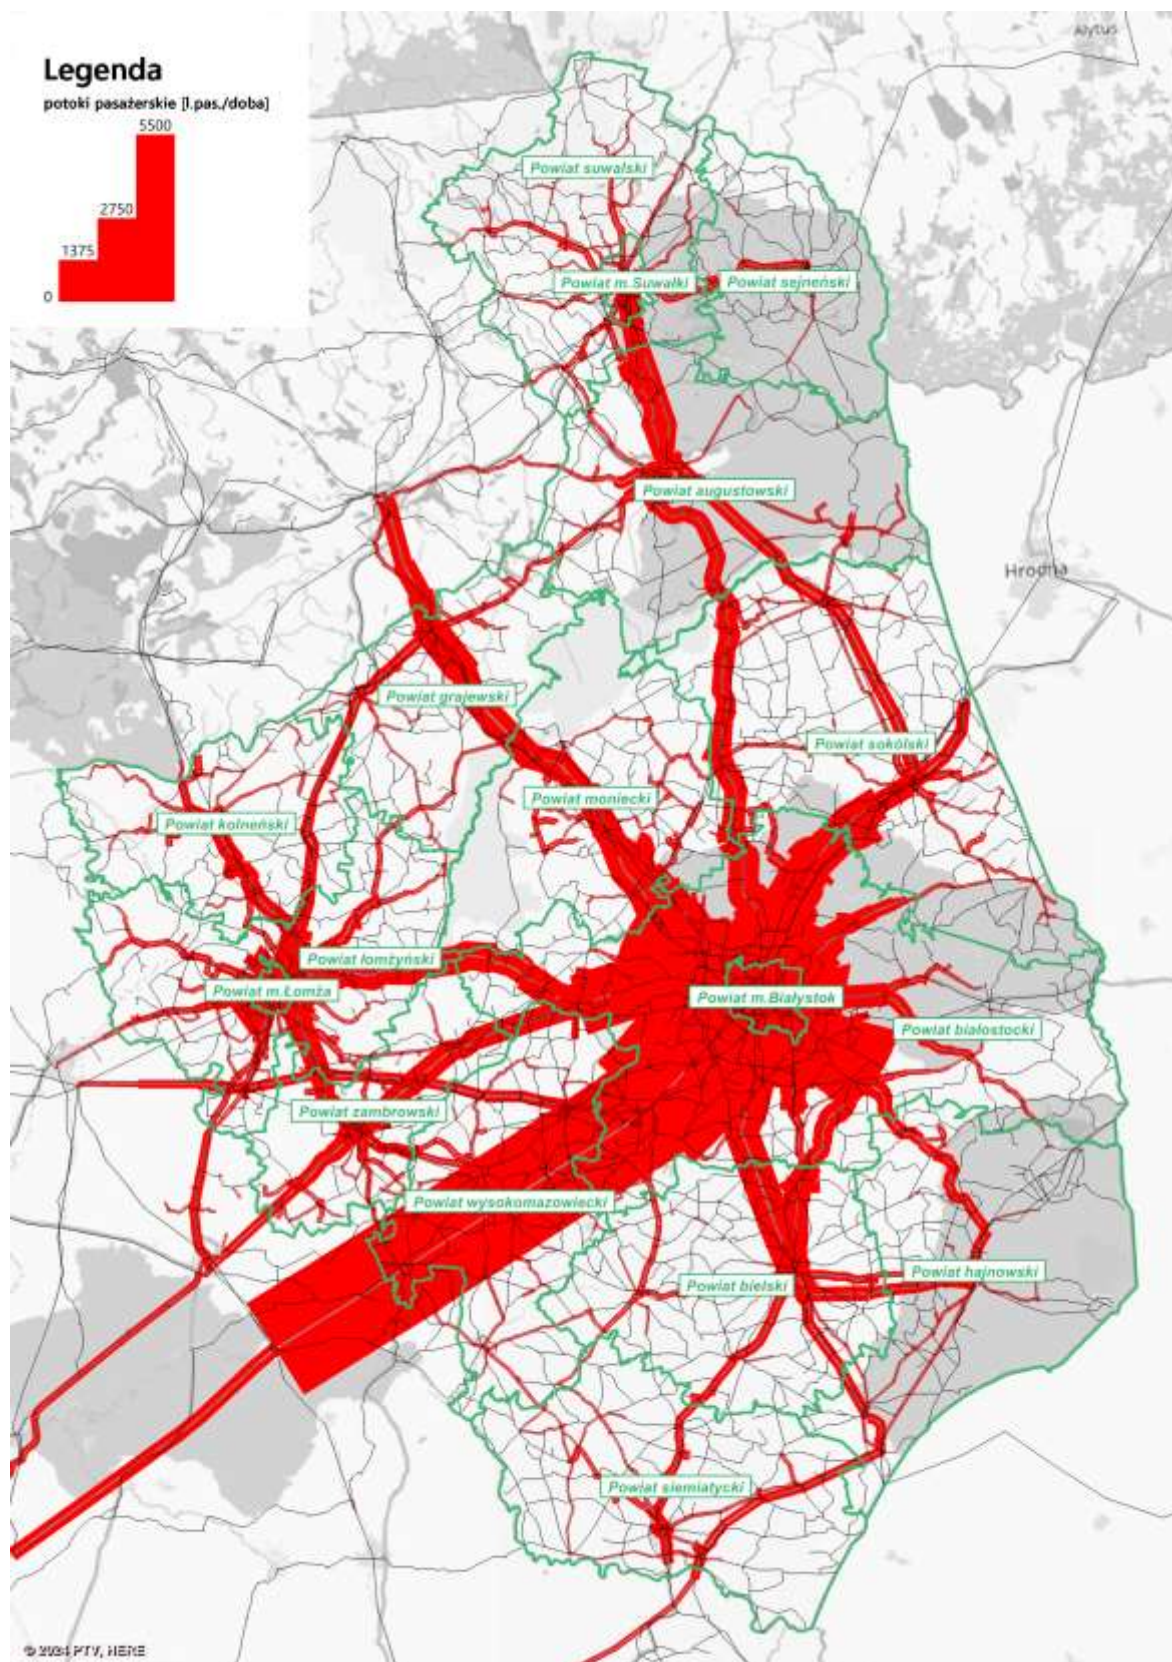 Alytus
Legenda
potoki pasażerskie [l.pas./doba]
5500
2750
1375
0
Powiat suwalski
Powiat m.Suwałki
Powiat sejneński
Powiat augustowski
Hrodna
Powiat grajewski
Powiat sokólski
Powiat moniecki
Powiat kolneński
Powiat łomżyński
Powiat m.Łomża
Powiat m.Białystok
Powiat białostocki
Powiat zambrowski
Powiat wysokomazowiecki
Powiat hajnowski
Powiat bielski
Powiat siemiatycki
© 2024 PTV, HERE